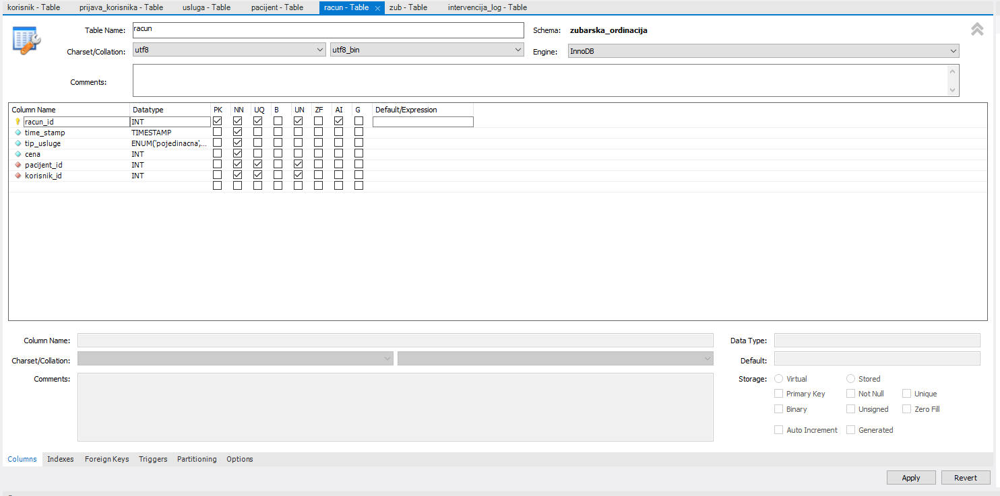 korisnik - Table prijava_korisnika - Table usluga - Table pacijent - Table racun - Table zub - Table intervencija_log - Table
Table Name: racun Schema: zubarska_ordinacija
Charset/Collation: utf8 utf8_bin Engine: InnoDB
Comments:
Column Name Datatype PK NN UQ B UN ZF AI G Default/Expression
racun_id INT
time_stamp TIMESTAMP
tip_usluge ENUM('pojedinacna',...
cena INT
pacijent_id INT
korisnik_id INT
Column Name: Data Type:
Charset/Collation: Default:
Comments: Storage: Virtual Stored
Primary Key Not Null Unique
Binary Unsigned Zero Fill
Auto Increment Generated
Columns Indexes Foreign Keys Triggers Partitioning Options
Apply Revert